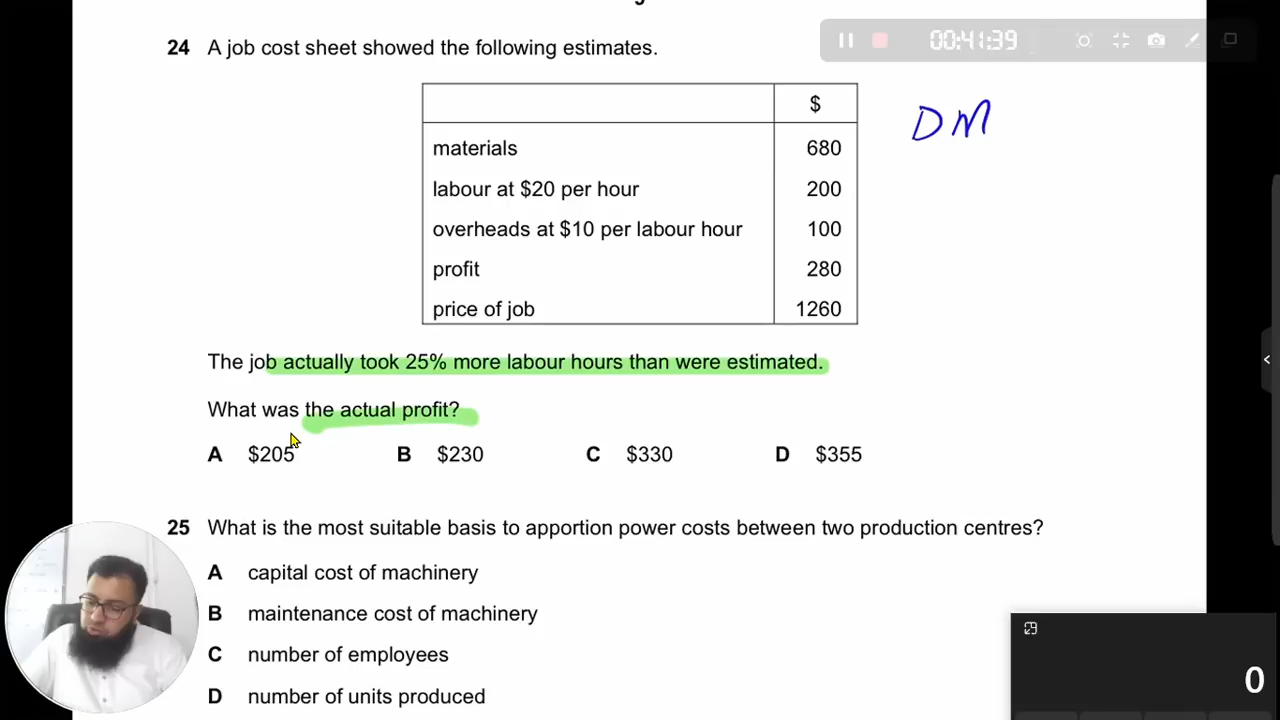 00:41:39
24 A job cost sheet showed the following estimates.
$
DM
materials 680
labour at $20 per hour 200
overheads at $10 per labour hour 100
profit 280
price of job 1260
The job actually took 25% more labour hours than were estimated.
What was the actual profit?
A $205 B $230 C $330 D $355
25 What is the most suitable basis to apportion power costs between two production centres?
A capital cost of machinery
B maintenance cost of machinery
C number of employees
D number of units produced
0